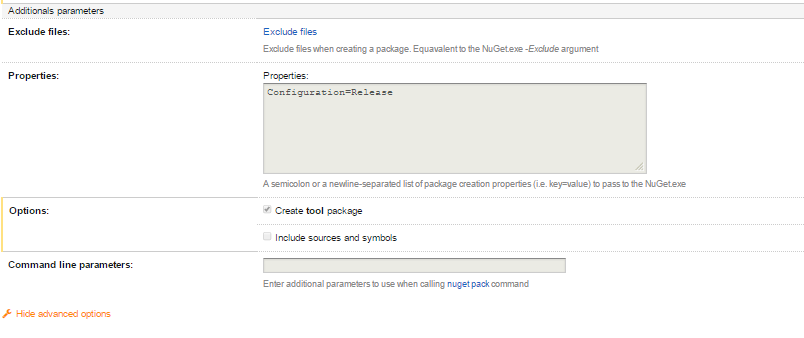 Additionals parameters
Exclude files:
Exclude files
Exclude files when creating a package. Equavalent to the NuGet.exe -Exclude argument
Properties:
Properties:
Configuration=Release
A semicolon or a newline-separated list of package creation properties (i.e. key=value) to pass to the NuGet.exe
Options:
Create tool package
Include sources and symbols
Command line parameters:
Enter additional parameters to use when calling nuget pack command
Hide advanced options